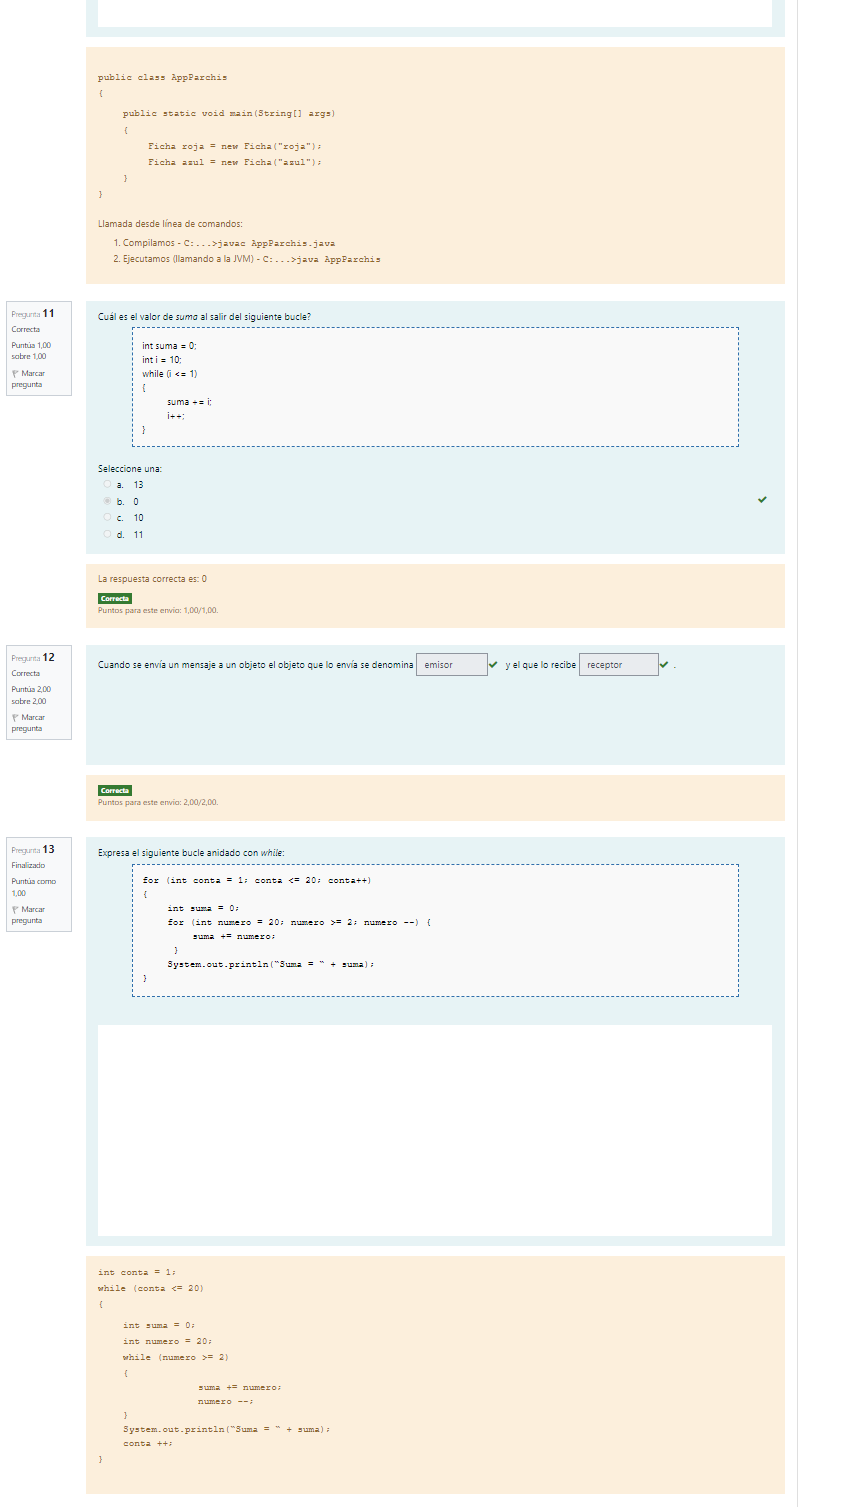 public class AppParchis
{
public static void main(String[] args)
{
Ficha roja = new Ficha("roja");
Ficha azul = new Ficha("azul");
}
}
Llamada desde línea de comandos:
1. Compilamos - C:...>javac AppParchis.java
2. Ejecutamos (llamando a la JVM) - C:...>java AppParchis
Pregunta 11
Correcta
Puntúa 1,00
sobre 1,00
Marcar
pregunta
Cuál es el valor de suma al salir del siguiente bucle?
int suma = 0;
int i = 10;
while (i <= 1)
{
suma += i;
i++;
}
Seleccione una:
a. 13
b. 0
c. 10
d. 11
La respuesta correcta es: 0
Correcta
Puntos para este envío: 1,00/1,00.
Pregunta 12
Correcta
Puntúa 2,00
sobre 2,00
Marcar
pregunta
Cuando se envía un mensaje a un objeto el objeto que lo envía se denomina emisor y el que lo recibe receptor .
Correcta
Puntos para este envío: 2,00/2,00.
Pregunta 13
Finalizado
Puntúa como
1,00
Marcar
pregunta
Expresa el siguiente bucle anidado con while:
for (int conta = 1; conta <= 20; conta++)
{
int suma = 0;
for (int numero = 20; numero >= 2; numero --) {
suma += numero;
}
System.out.println(“Suma = “ + suma);
}
int conta = 1;
while (conta <= 20)
{
int suma = 0;
int numero = 20;
while (numero >= 2)
{
suma += numero;
numero --;
}
System.out.println(“Suma = “ + suma);
conta ++;
}